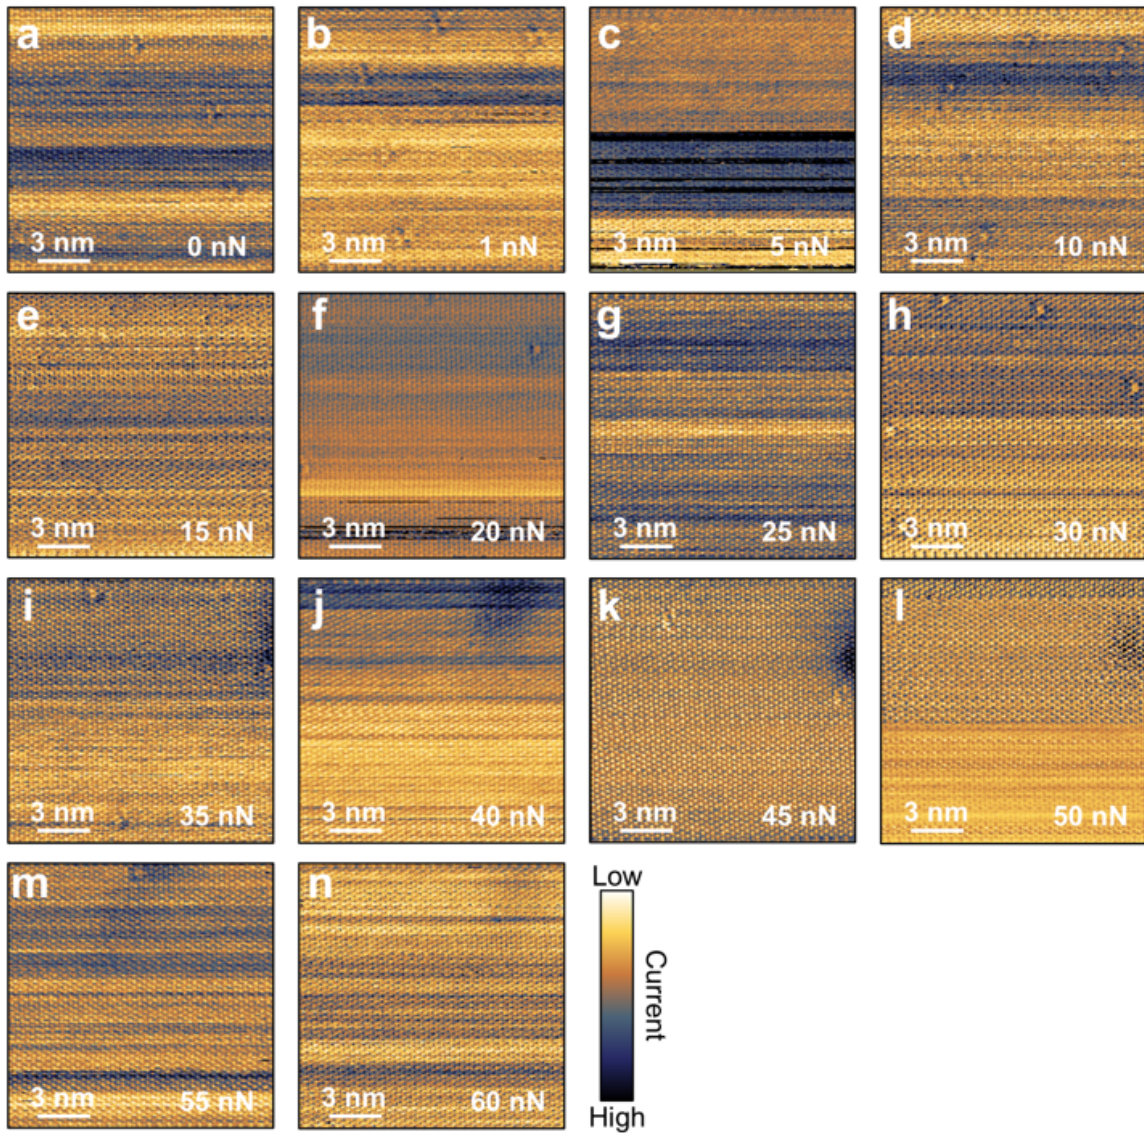 a
3 nm 0 nN
b
3 nm 1 nN
c
3 nm 5 nN
d
3 nm 10 nN
e
3 nm 15 nN
f
3 nm 20 nN
g
3 nm 25 nN
h
3 nm 30 nN
i
3 nm 35 nN
j
3 nm 40 nN
k
3 nm 45 nN
l
3 nm 50 nN
m
3 nm 55 nN
n
3 nm 60 nN
Low
Current
High